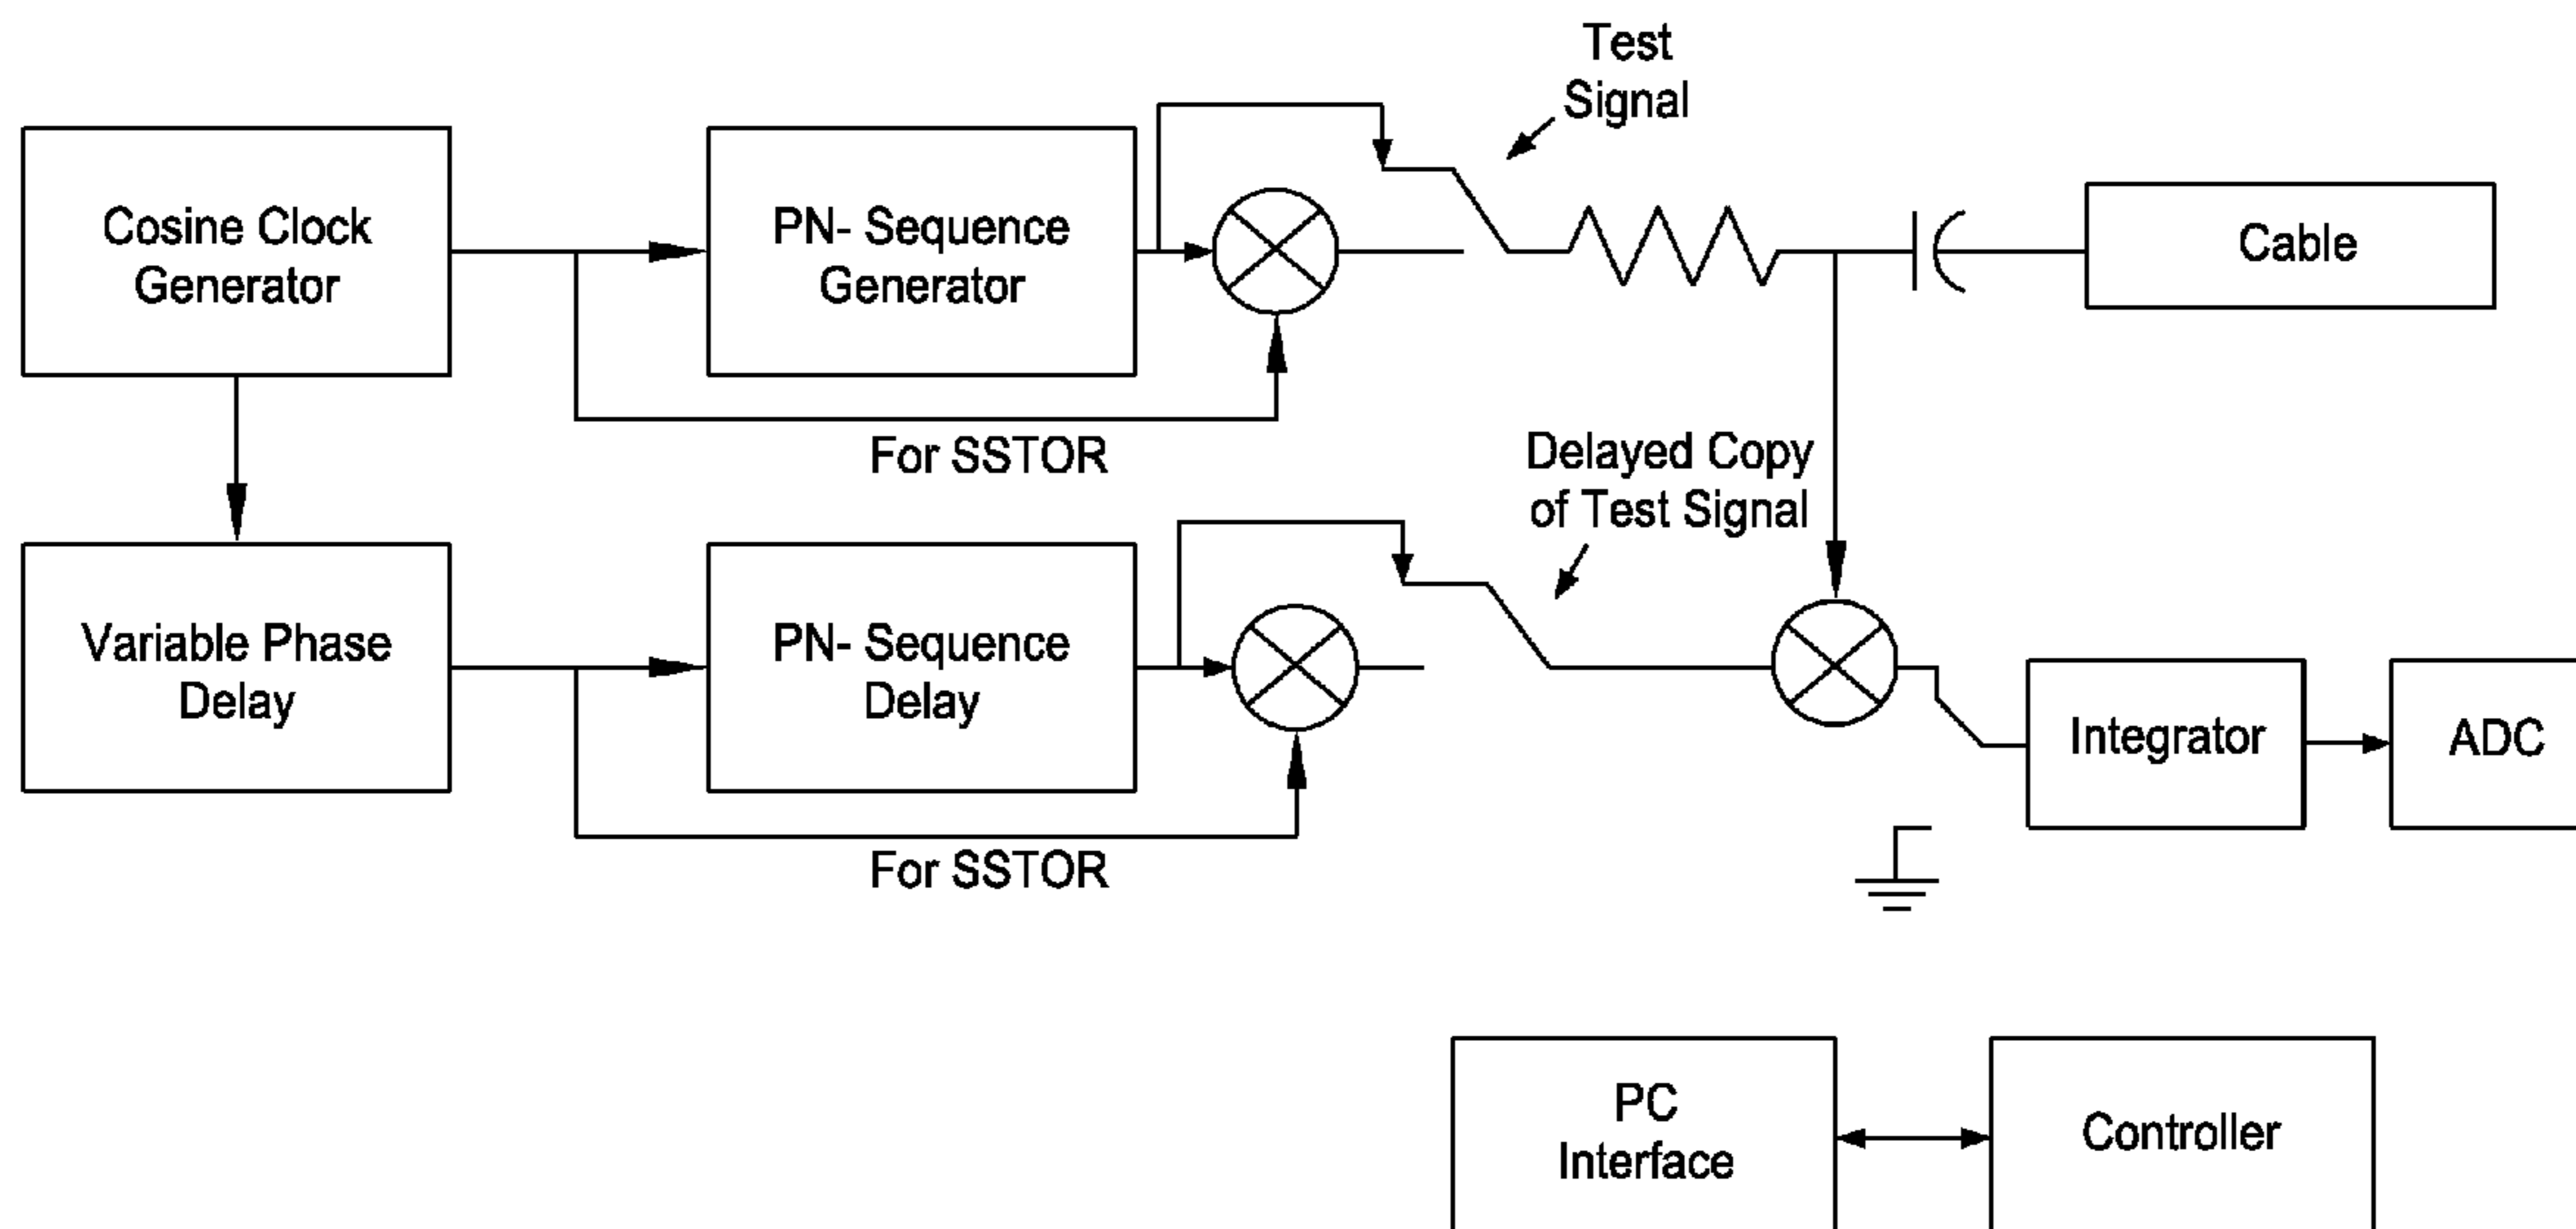 Test
Signal
Cosine Clock
Generator
PN- Sequence
Generator
Cable
For SSTOR
Delayed Copy
of Test Signal
Variable Phase
Delay
PN- Sequence
Delay
Integrator
ADC
For SSTOR
PC
Interface
Controller